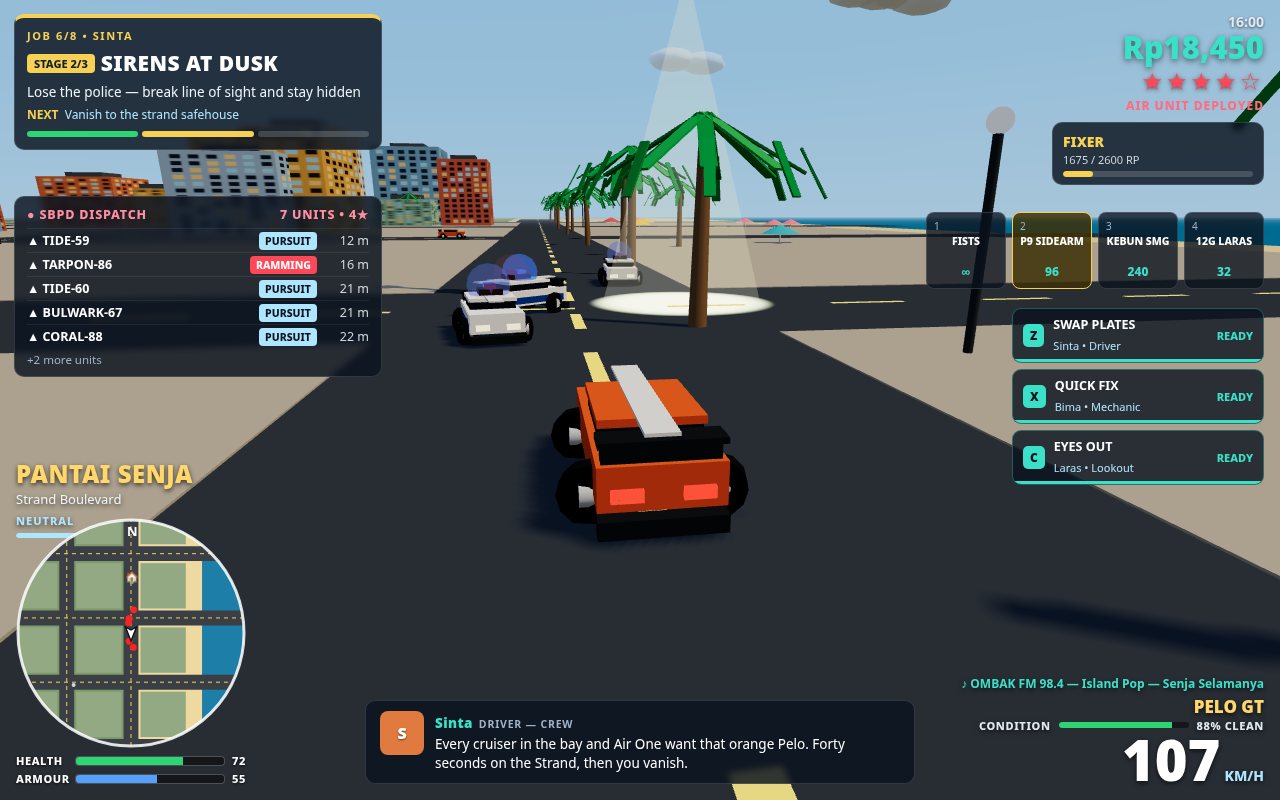 JOB 6/8 • SINTA
STAGE 2/3 SIRENS AT DUSK
Lose the police — break line of sight and stay hidden
NEXT Vanish to the strand safehouse
● SBPD DISPATCH 7 UNITS • 4★
▲ TIDE-59 PURSUIT 12 m
▲ TARPON-86 RAMMING 16 m
▲ TIDE-60 PURSUIT 21 m
▲ BULWARK-67 PURSUIT 21 m
▲ CORAL-88 PURSUIT 22 m
+2 more units
16:00
Rp18,450
★ ★ ★ ★ ☆
AIR UNIT DEPLOYED
FIXER
1675 / 2600 RP
1 FISTS ∞
2 P9 SIDEARM 96
3 KEBUN SMG 240
4 12G LARAS 32
Z SWAP PLATES READY
Sinta • Driver
X QUICK FIX READY
Bima • Mechanic
C EYES OUT READY
Laras • Lookout
PANTAI SENJA
Strand Boulevard
NEUTRAL
N
HEALTH 72
ARMOUR 55
S
Sinta DRIVER — CREW
Every cruiser in the bay and Air One want that orange Pelo. Forty
seconds on the Strand, then you vanish.
♪ OMBAK FM 98.4 — Island Pop — Senja Selamanya
PELO GT
CONDITION 88% CLEAN
107 KM/H